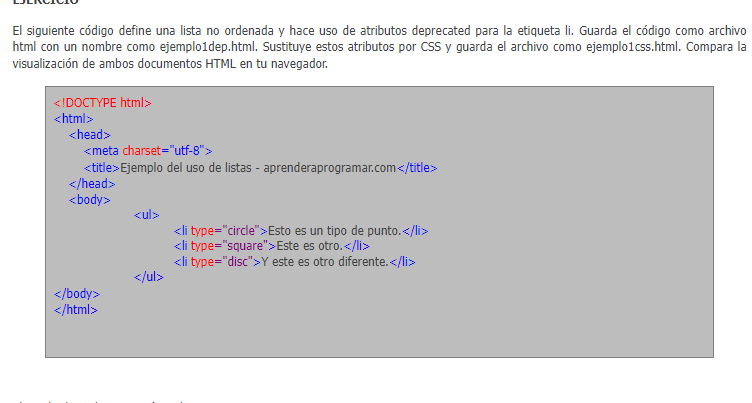 EJERCICIO
El siguiente código define una lista no ordenada y hace uso de atributos deprecated para la etiqueta li. Guarda el código como archivo
html con un nombre como ejemplo1dep.html. Sustituye estos atributos por CSS y guarda el archivo como ejemplo1css.html. Compara la
visualización de ambos documentos HTML en tu navegador.
<!DOCTYPE html>
<html>
<head>
<meta charset="utf-8">
<title>Ejemplo del uso de listas - aprenderaprogramar.com</title>
</head>
<body>
<ul>
<li type="circle">Esto es un tipo de punto.</li>
<li type="square">Este es otro.</li>
<li type="disc">Y este es otro diferente.</li>
</ul>
</body>
</html>